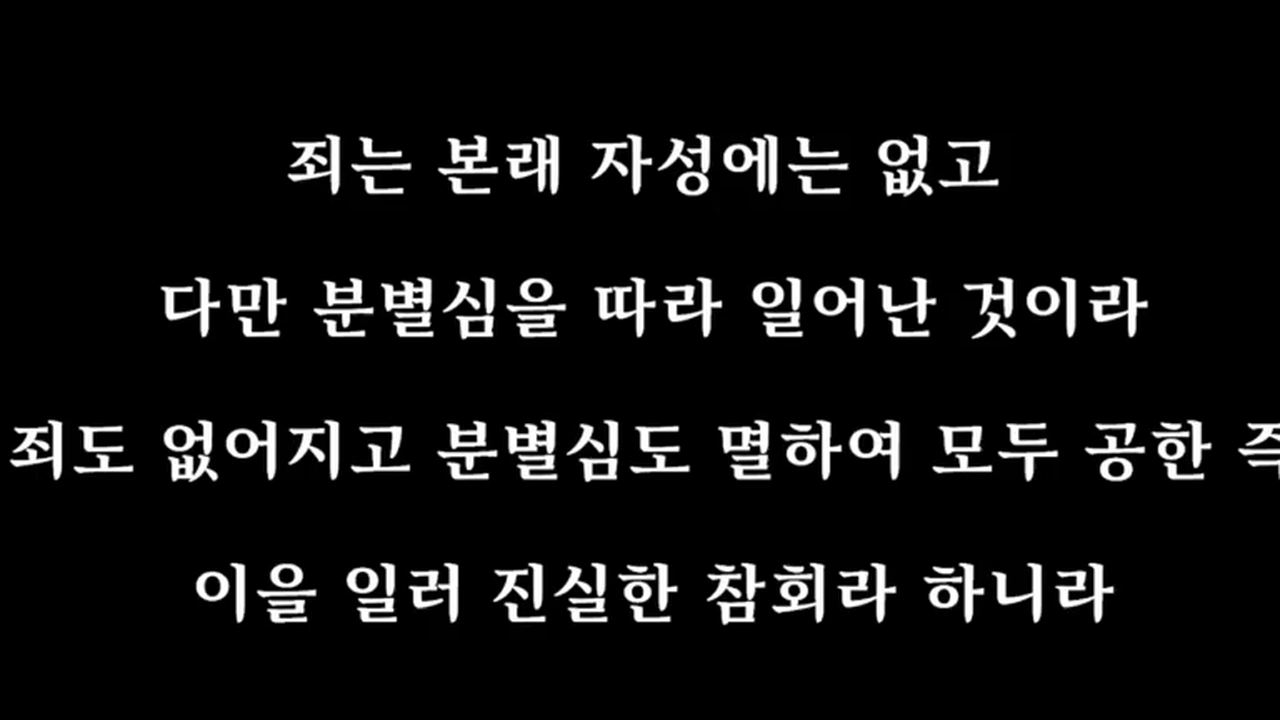 죄는 본래 자성에는 없고
다만 분별심을 따라 일어난 것이라
죄도 없어지고 분별심도 멸하여 모두 공한 즉
이을 일러 진실한 참회라 하니라